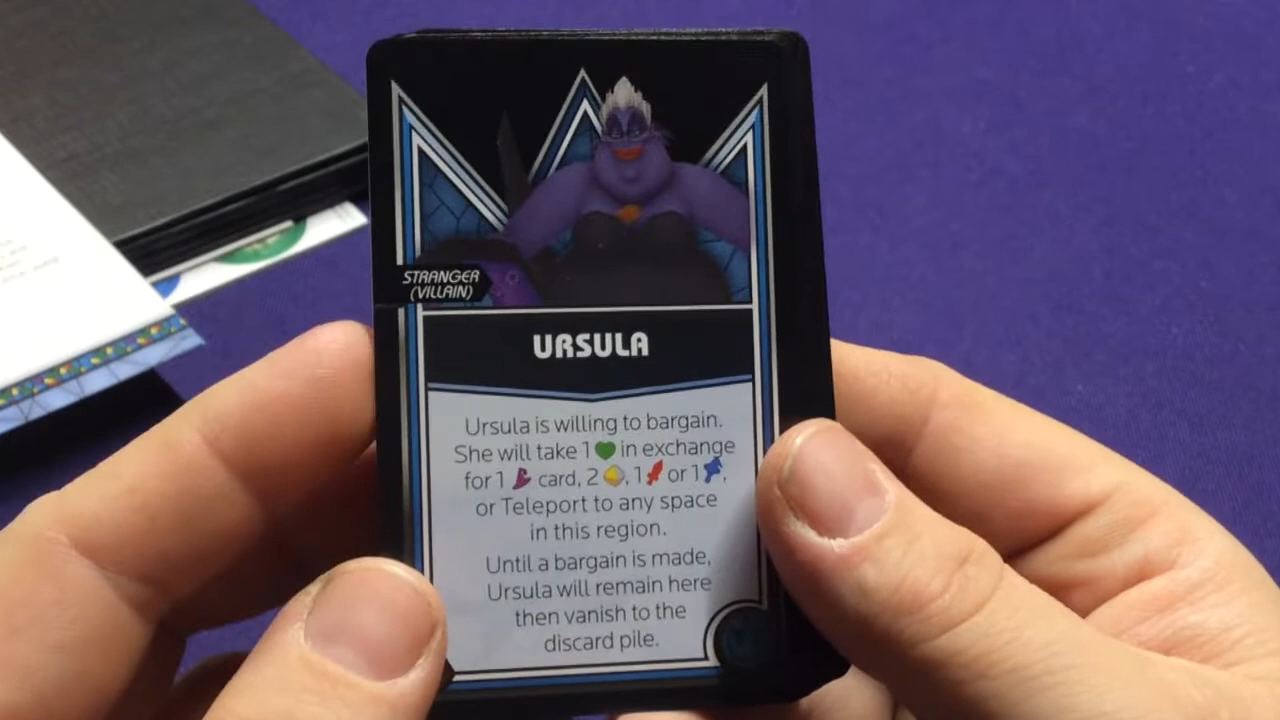 STRANGER
(VILLAIN)
URSULA
Ursula is willing to bargain.
She will take 1 in exchange
for 1 card, 2 , 1 or 1 ,
or Teleport to any space
in this region.
Until a bargain is made,
Ursula will remain here
then vanish to the
discard pile.